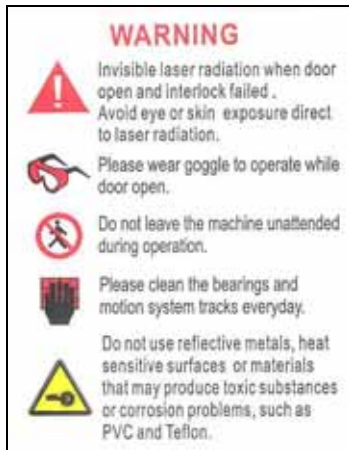 WARNING
Invisible laser radiation when door
open and interlock failed .
Avoid eye or skin exposure direct
to laser radiation.
Please wear goggle to operate while
door open.
Do not leave the machine unattended
during operation.
Please clean the bearings and
motion system tracks everyday.
Do not use reflective metals, heat
sensitive surfaces or materials
that may produce toxic substances
or corrosion problems, such as
PVC and Teflon.